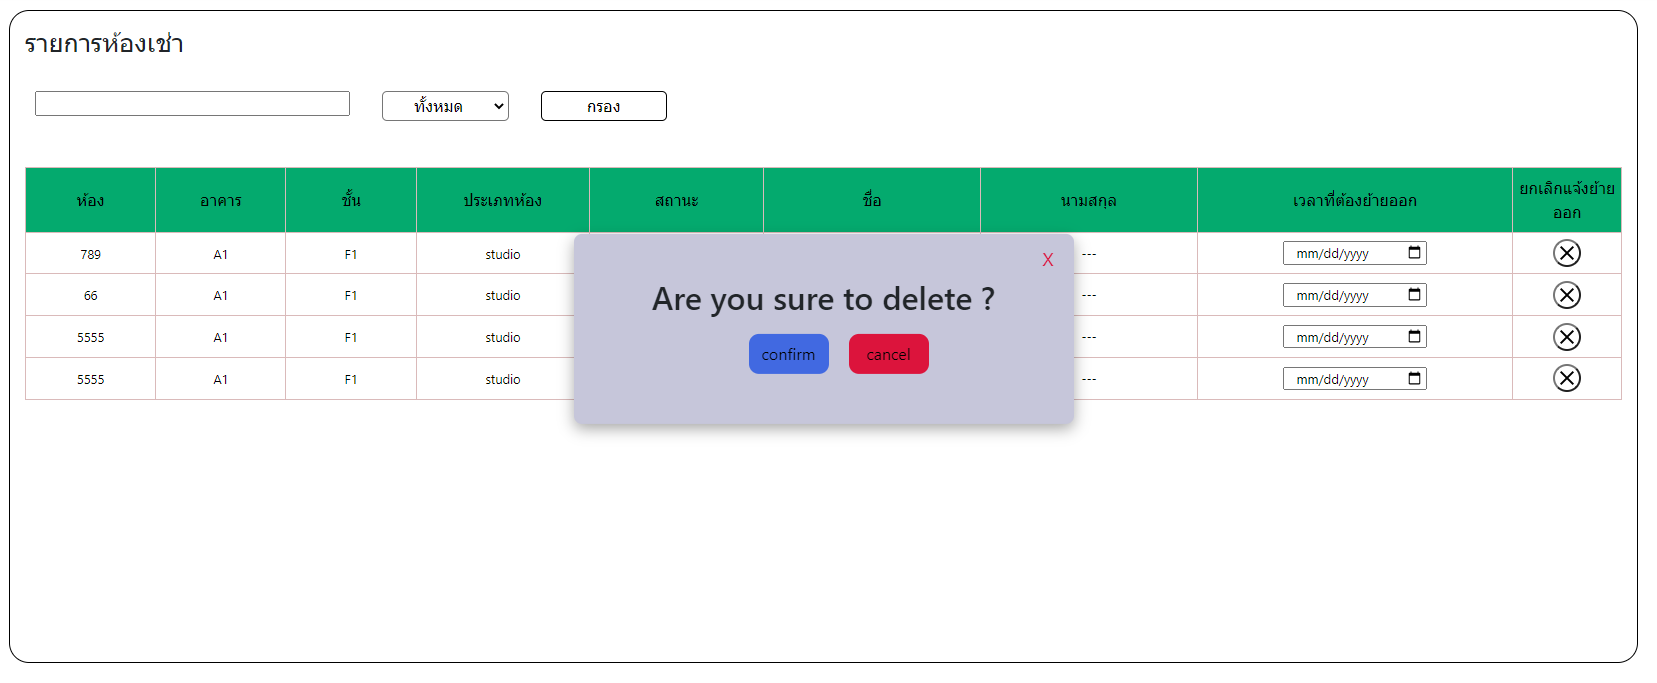 รายการห้องเช่า
ทั้งหมด กรอง
ห้อง อาคาร ชั้น ประเภทห้อง สถานะ ชื่อ นามสกุล เวลาที่ต้องย้ายออก ยกเลิกแจ้งย้าย
ออก
789 A1 F1 studio --- mm/dd/yyyy
X
66 A1 F1 studio --- mm/dd/yyyy
Are you sure to delete ?
5555 A1 F1 studio --- mm/dd/yyyy
confirm cancel
5555 A1 F1 studio --- mm/dd/yyyy